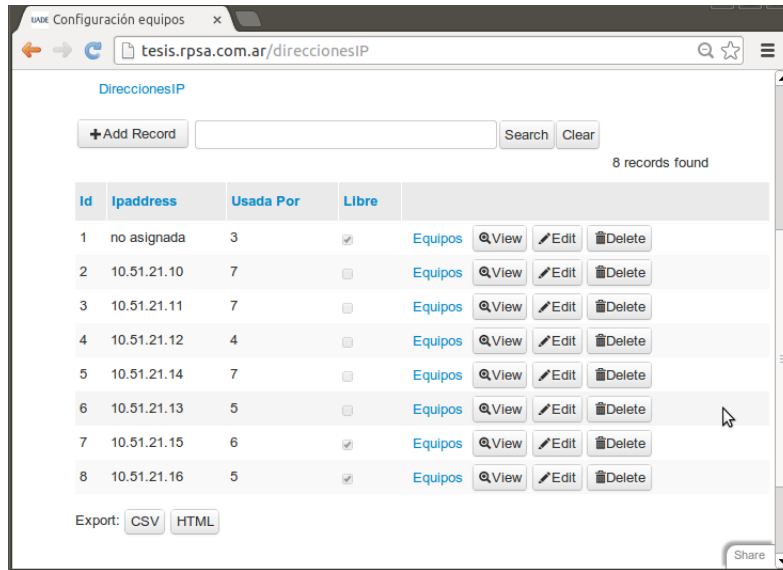 UADE Configuración equipos ×
tesis.rpsa.com.ar/direccionesIP
DireccionesIP
+Add Record Search Clear
8 records found
Id Ipaddress Usada Por LIbre
1 no asignada 3 Equipos View Edit Delete
2 10.51.21.10 7 Equipos View Edit Delete
3 10.51.21.11 7 Equipos View Edit Delete
4 10.51.21.12 4 Equipos View Edit Delete
5 10.51.21.14 7 Equipos View Edit Delete
6 10.51.21.13 5 Equipos View Edit Delete
7 10.51.21.15 6 Equipos View Edit Delete
8 10.51.21.16 5 Equipos View Edit Delete
Export: CSV HTML
Share